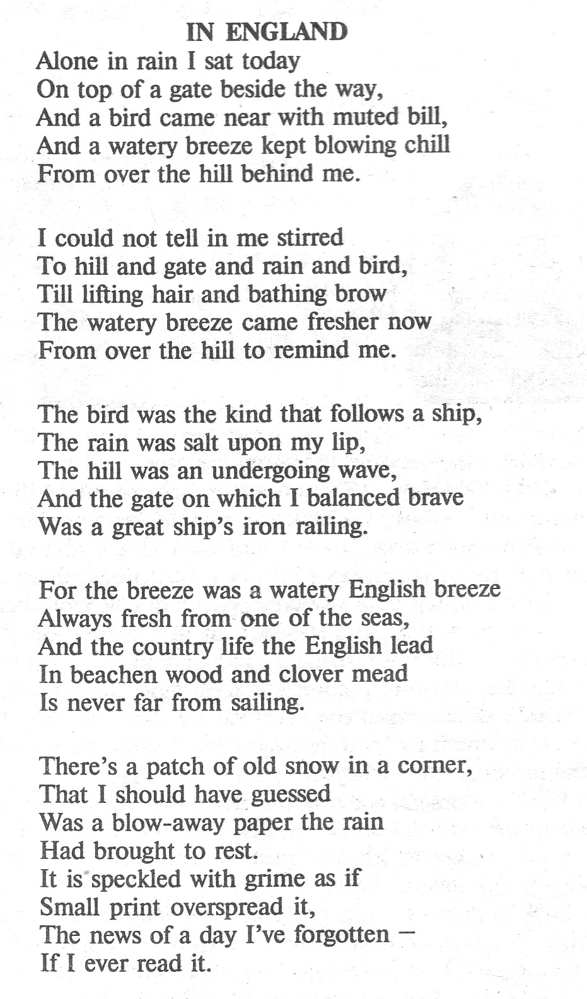 IN ENGLAND
Alone in rain I sat today
On top of a gate beside the way,
And a bird came near with muted bill,
And a watery breeze kept blowing chill
From over the hill behind me.
I could not tell in me stirred
To hill and gate and rain and bird,
Till lifting hair and bathing brow
The watery breeze came fresher now
From over the hill to remind me.
The bird was the kind that follows a ship,
The rain was salt upon my lip,
The hill was an undergoing wave,
And the gate on which I balanced brave
Was a great ship's iron railing.
For the breeze was a watery English breeze
Always fresh from one of the seas,
And the country life the English lead
In beachen wood and clover mead
Is never far from sailing.
There's a patch of old snow in a corner,
That I should have guessed
Was a blow-away paper the rain
Had brought to rest.
It is speckled with grime as if
Small print overspread it,
The news of a day I've forgotten —
If I ever read it.